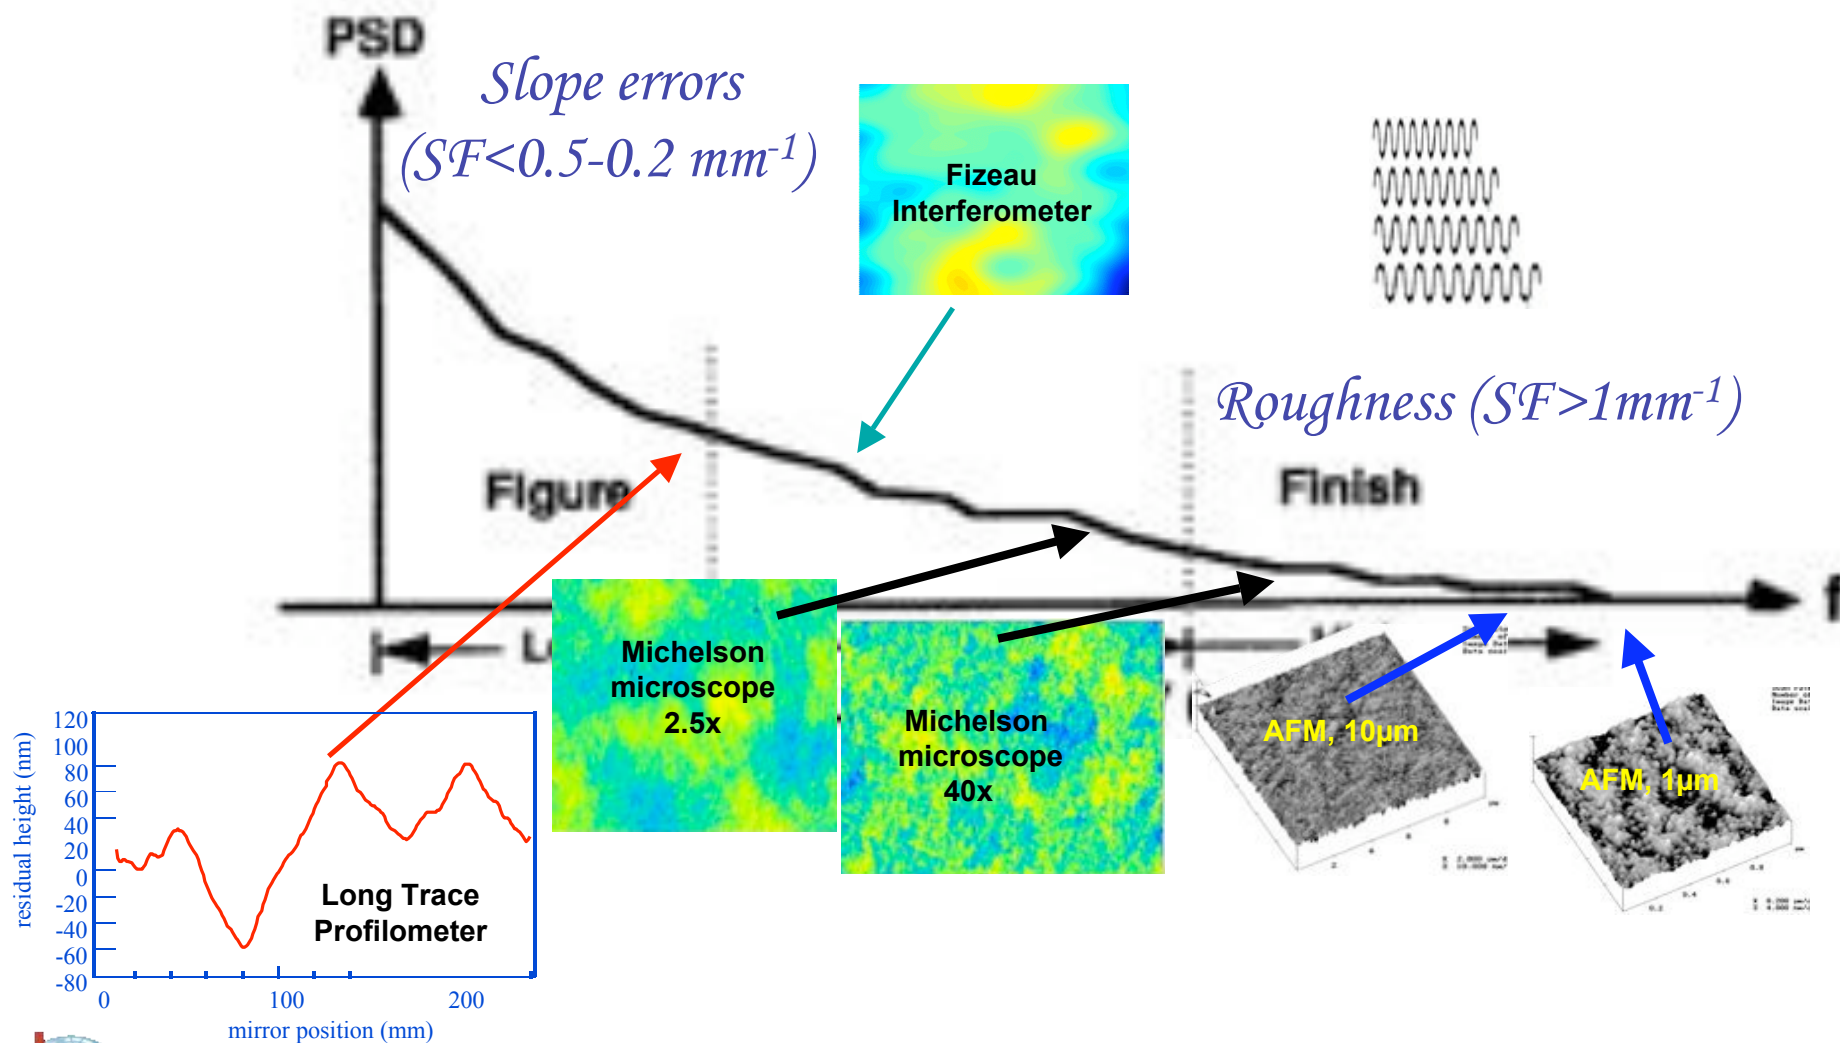 PSD
Slope errors
(SF<0.5-0.2 mm-1)
Fizeau
Interferometer
Roughness (SF>1mm-1)
Figure
Finish
f
Michelson
microscope
2.5x
Michelson
microscope
40x
AFM, 10µm
AFM, 1µm
120
100
80
60
40
20
0
-20
-40
-60
-80
residual height (nm)
Long Trace
Profilometer
0
100
200
mirror position (mm)